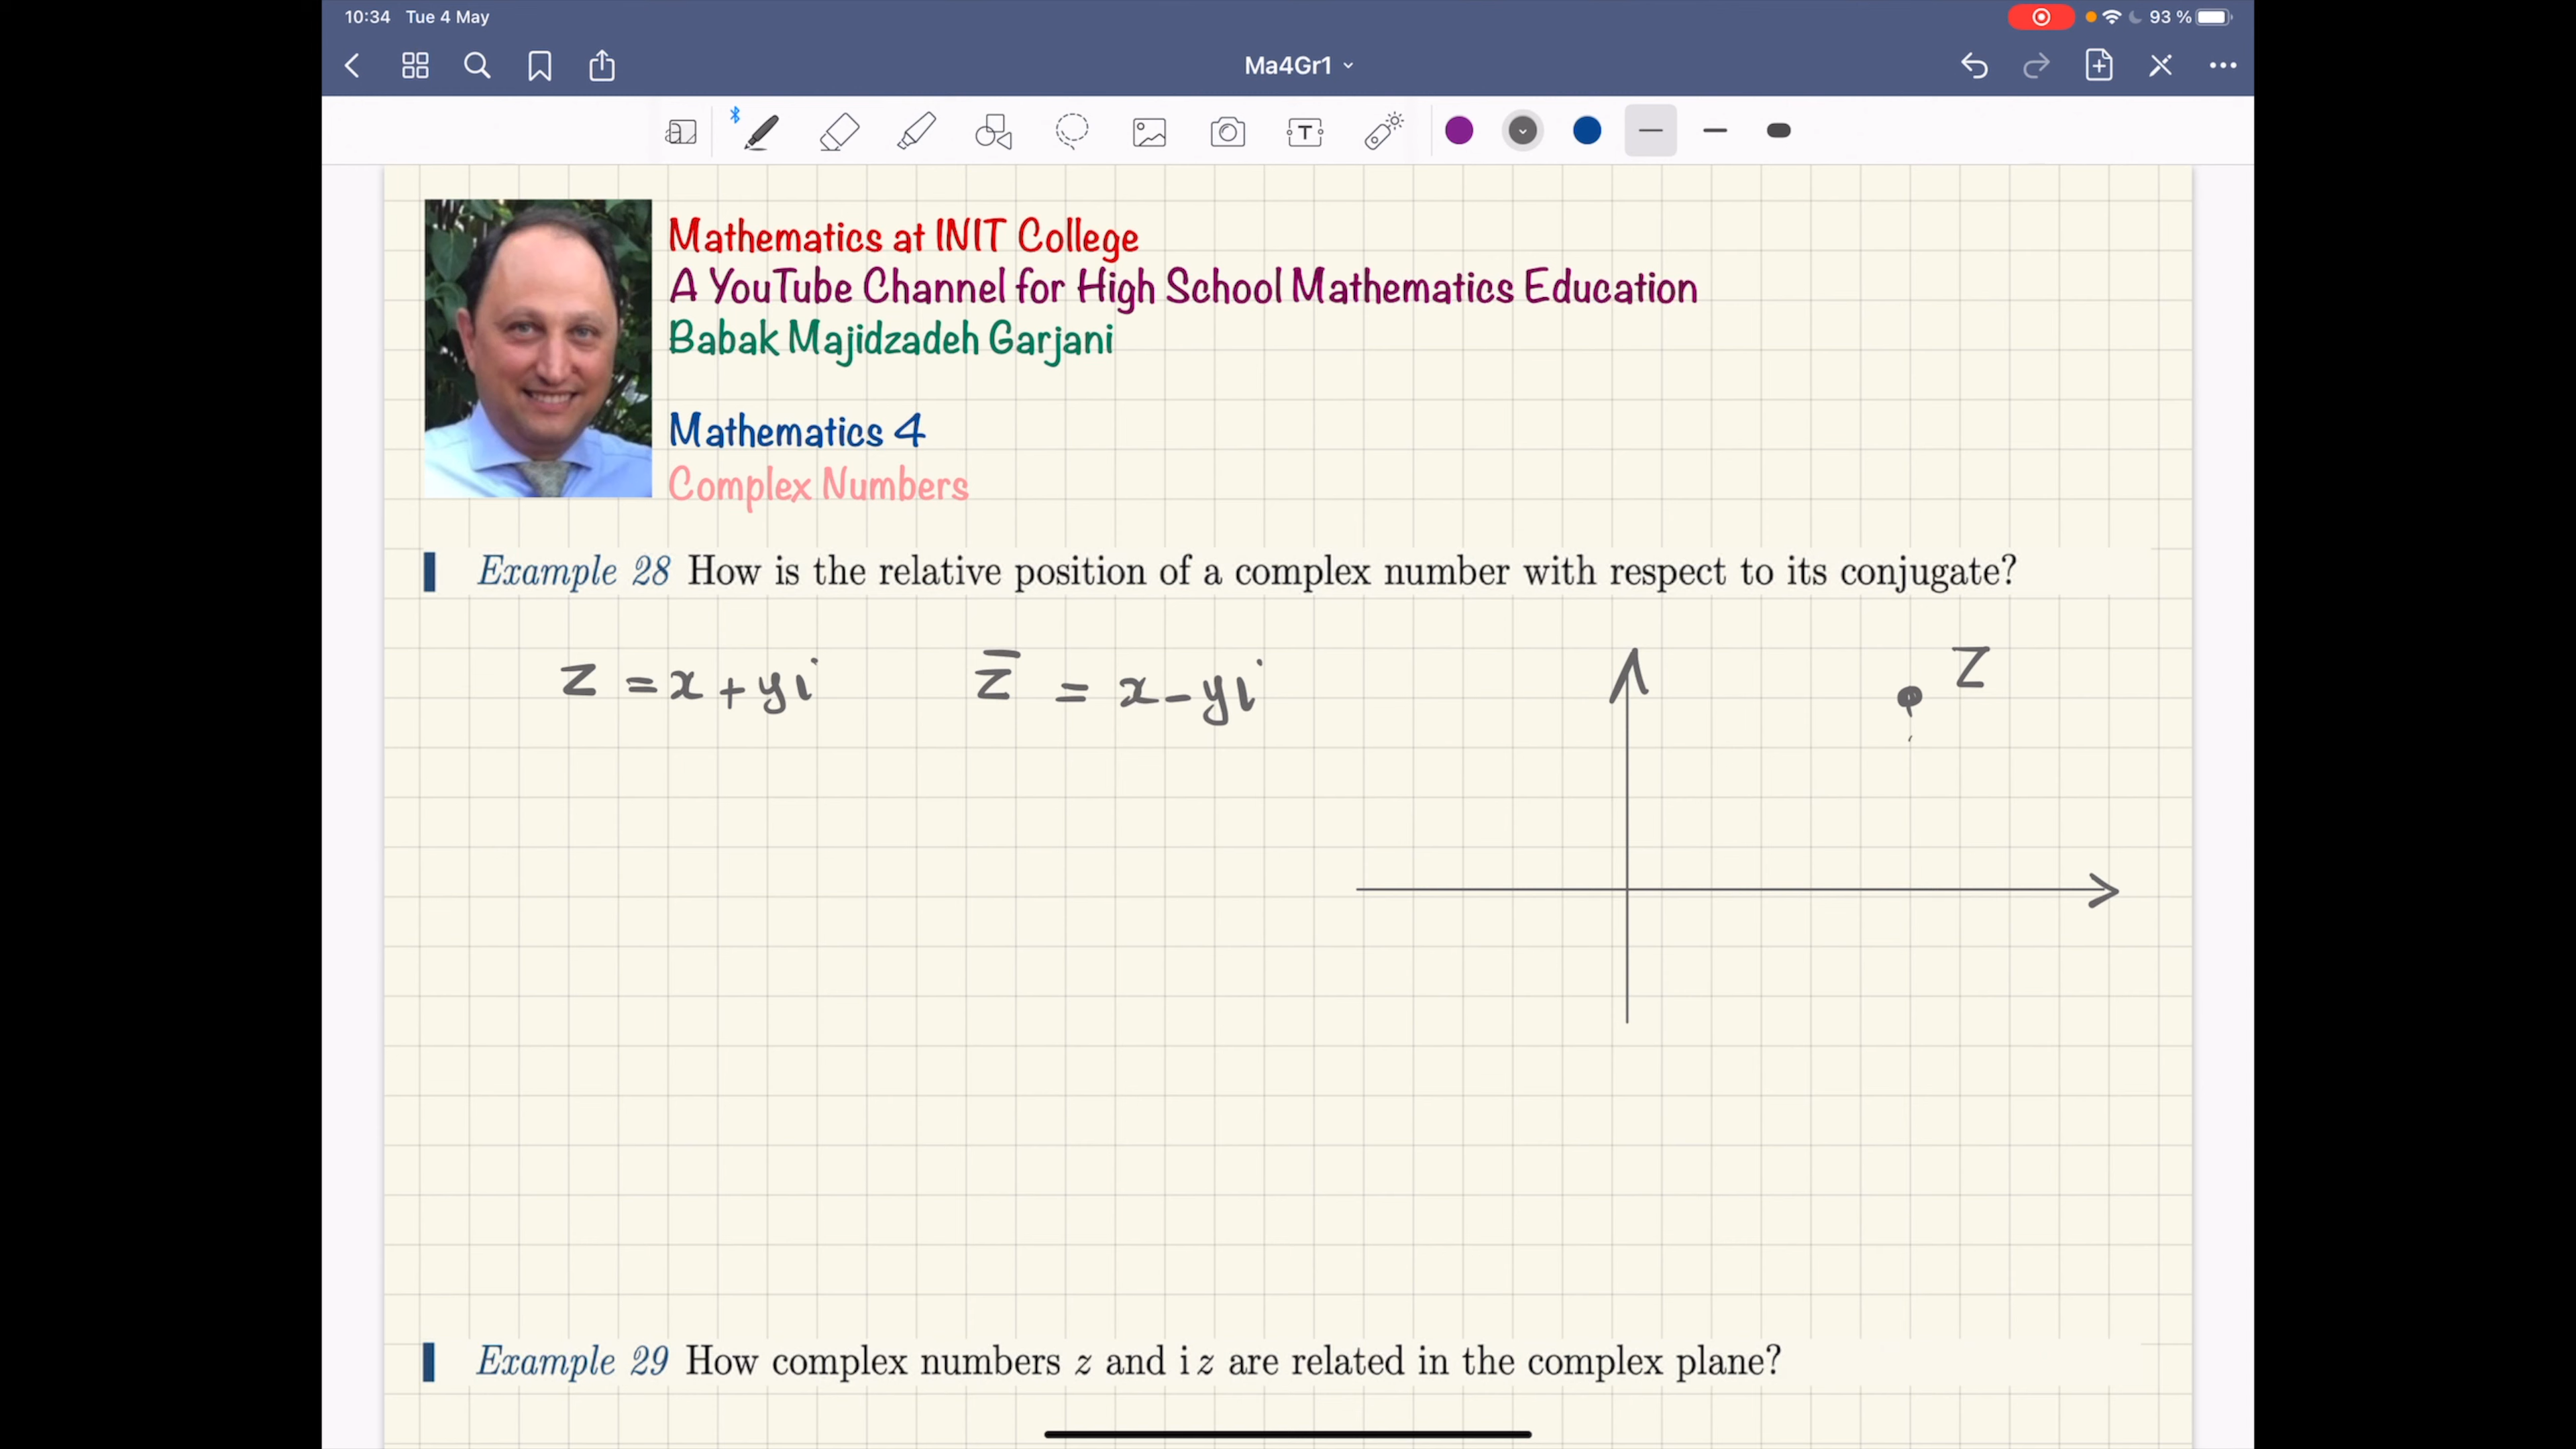 10:34 Tue 4 May
93 %
Ma4Gr1
Mathematics at INIT College
A YouTube Channel for High School Mathematics Education
Babak Majidzadeh Garjani
Mathematics 4
Complex Numbers
Example 28 How is the relative position of a complex number with respect to its conjugate?
z = x + yi z̅ = x - yi
Z
Example 29 How complex numbers z and i z are related in the complex plane?